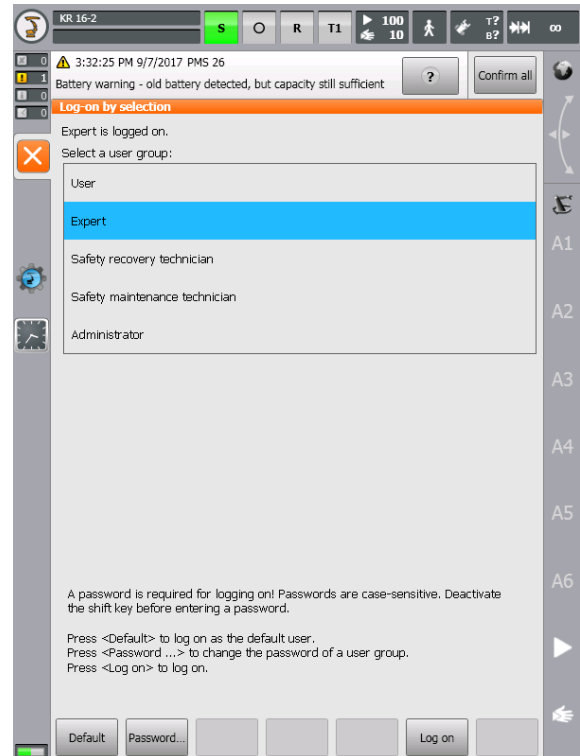 KR 16-2
S O R T1 100 T?
10 B? ∞
0 3:32:25 PM 9/7/2017 PMS 26
1 Battery warning - old battery detected, but capacity still sufficient ? Confirm all
0
0 Log-on by selection
Expert is logged on.
Select a user group:
User
Expert
Safety recovery technician
A1
Safety maintenance technician
A2
Administrator
A3
A4
A5
A6
A password is required for logging on! Passwords are case-sensitive. Deactivate
the shift key before entering a password.
Press <Default> to log on as the default user.
Press <Password ...> to change the password of a user group.
Press <Log on> to log on.
Default Password... Log on